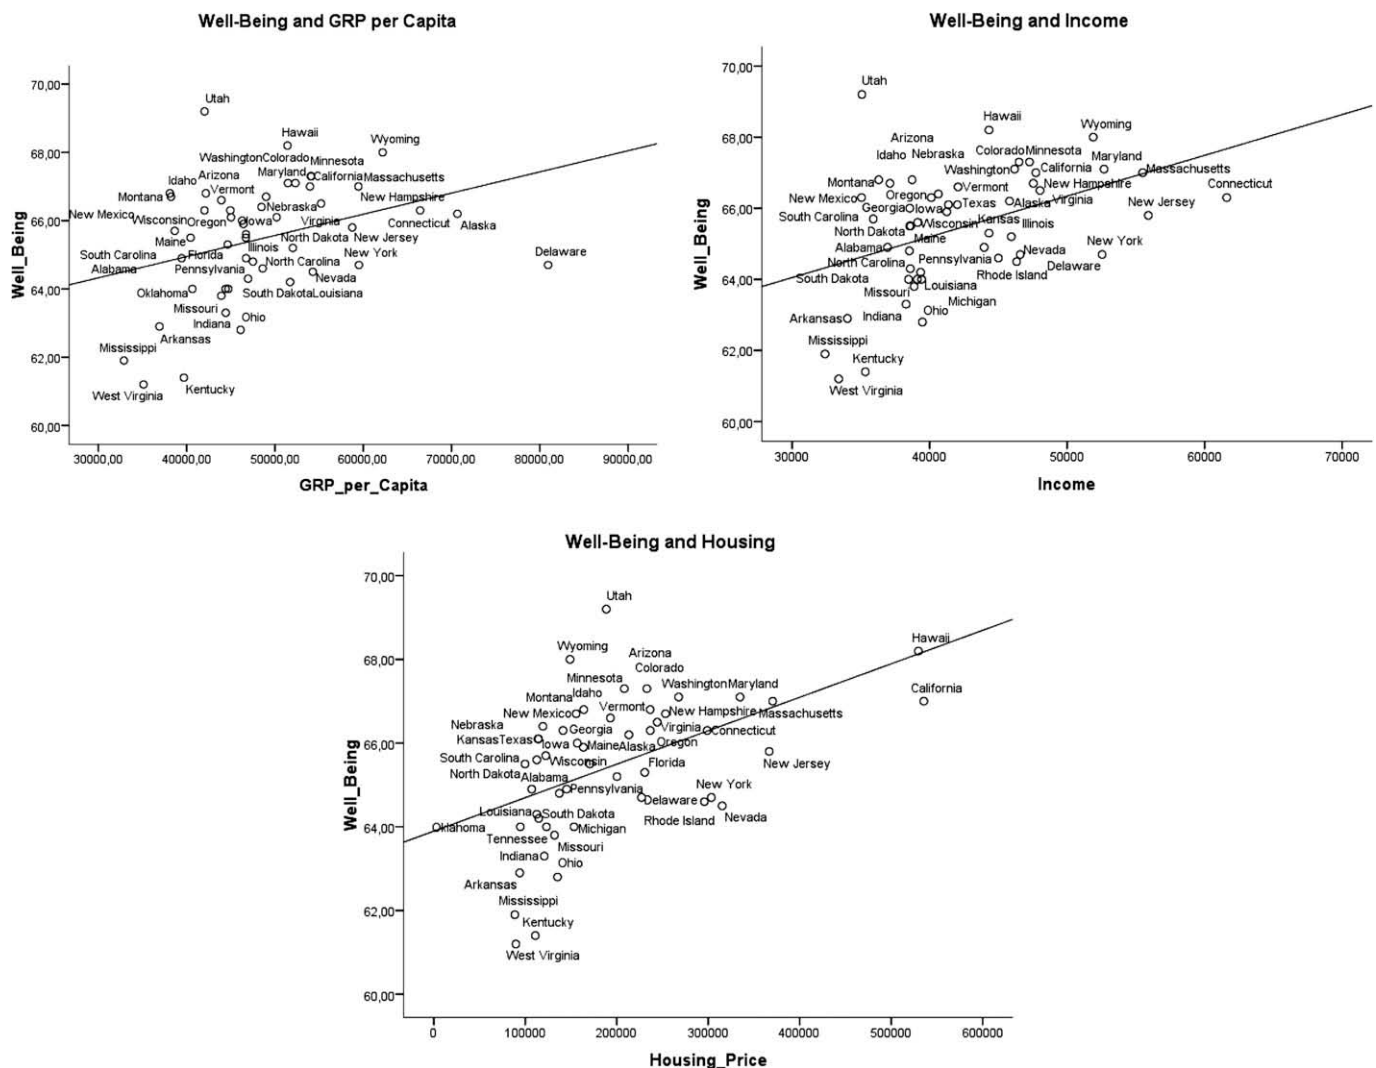 Well-Being and GRP per Capita
70,00
Utah
Hawaii
Wyoming
68,00
Washington Colorado Minnesota
Idaho Arizona Maryland California Massachusetts
Montana Vermont New Hampshire
New Mexico Wisconsin Oregon Iowa Nebraska Virginia Connecticut Alaska
66,00
Maine Illinois North Dakota New Jersey
South Carolina Florida New York Delaware
Alabama Pennsylvania North Carolina Nevada
64,00
Oklahoma South Dakota Louisiana
Missouri
Indiana Ohio
Arkansas
62,00
Mississippi
West Virginia Kentucky
60,00
Well_Being
30000,00 40000,00 50000,00 60000,00 70000,00 80000,00 90000,00
GRP_per_Capita
Well-Being and Income
70,00
Utah
Hawaii
Wyoming
68,00
Arizona
Idaho Nebraska Colorado Minnesota Maryland
Washington California Massachusetts
Montana Vermont New Hampshire
New Mexico Oregon Texas Alaska Virginia Connecticut
66,00
Georgia Iowa New Jersey
South Carolina Wisconsin Kansas Illinois
North Dakota Maine New York
Alabama Pennsylvania Nevada
North Carolina Rhode Island Delaware
64,00
South Dakota Louisiana
Missouri Michigan
Arkansas Indiana Ohio
62,00
Mississippi
Kentucky
West Virginia
60,00
Well_Being
30000 40000 50000 60000 70000
Income
Well-Being and Housing
70,00
Utah
Hawaii
Wyoming Arizona
68,00
Colorado
Minnesota Washington Maryland California
Montana Idaho
New Mexico Vermont New Hampshire Massachusetts
Nebraska Georgia Virginia Connecticut
66,00
Kansas Texas Iowa Maine Alaska Oregon
South Carolina Wisconsin Florida New Jersey
North Dakota Alabama
Pennsylvania Delaware New York
Louisiana South Dakota Rhode Island Nevada
64,00
Oklahoma Michigan
Tennessee Missouri
Indiana Ohio
Arkansas
62,00
Mississippi
Kentucky
West Virginia
60,00
Well_Being
0 100000 200000 300000 400000 500000 600000
Housing_Price